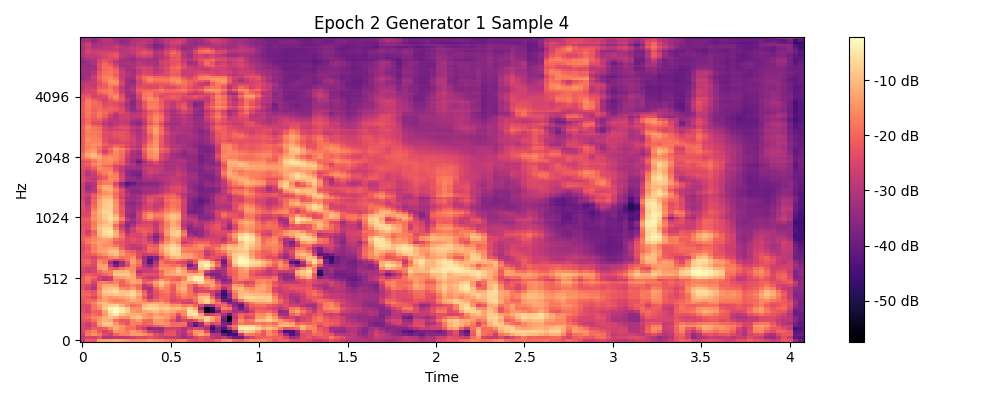 Epoch 2 Generator 1 Sample 4
Hz
4096
2048
1024
512
0
0 0.5 1 1.5 2 2.5 3 3.5 4
Time
-10 dB
-20 dB
-30 dB
-40 dB
-50 dB